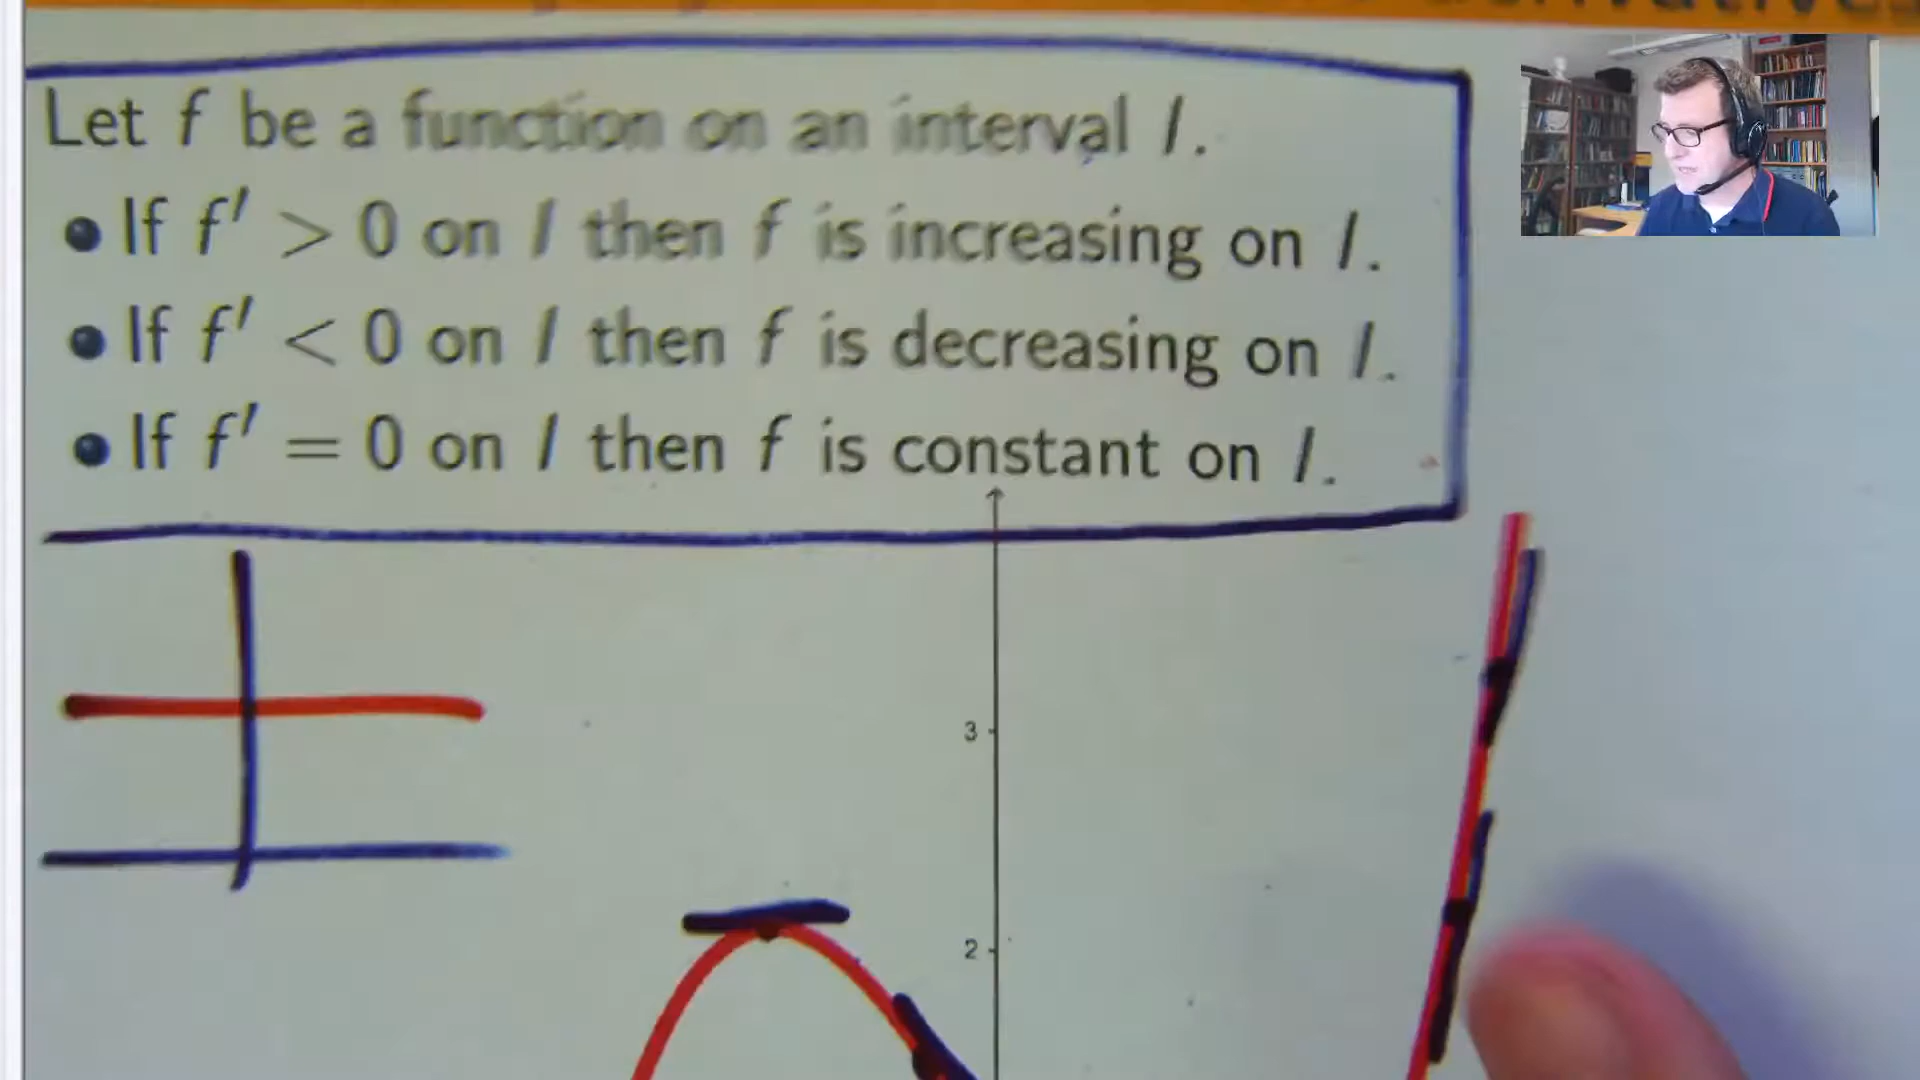 Let f be a function on an interval I.
• If f′ > 0 on I then f is increasing on I.
• If f′ < 0 on I then f is decreasing on I.
• If f′ = 0 on I then f is constant on I.
3
2